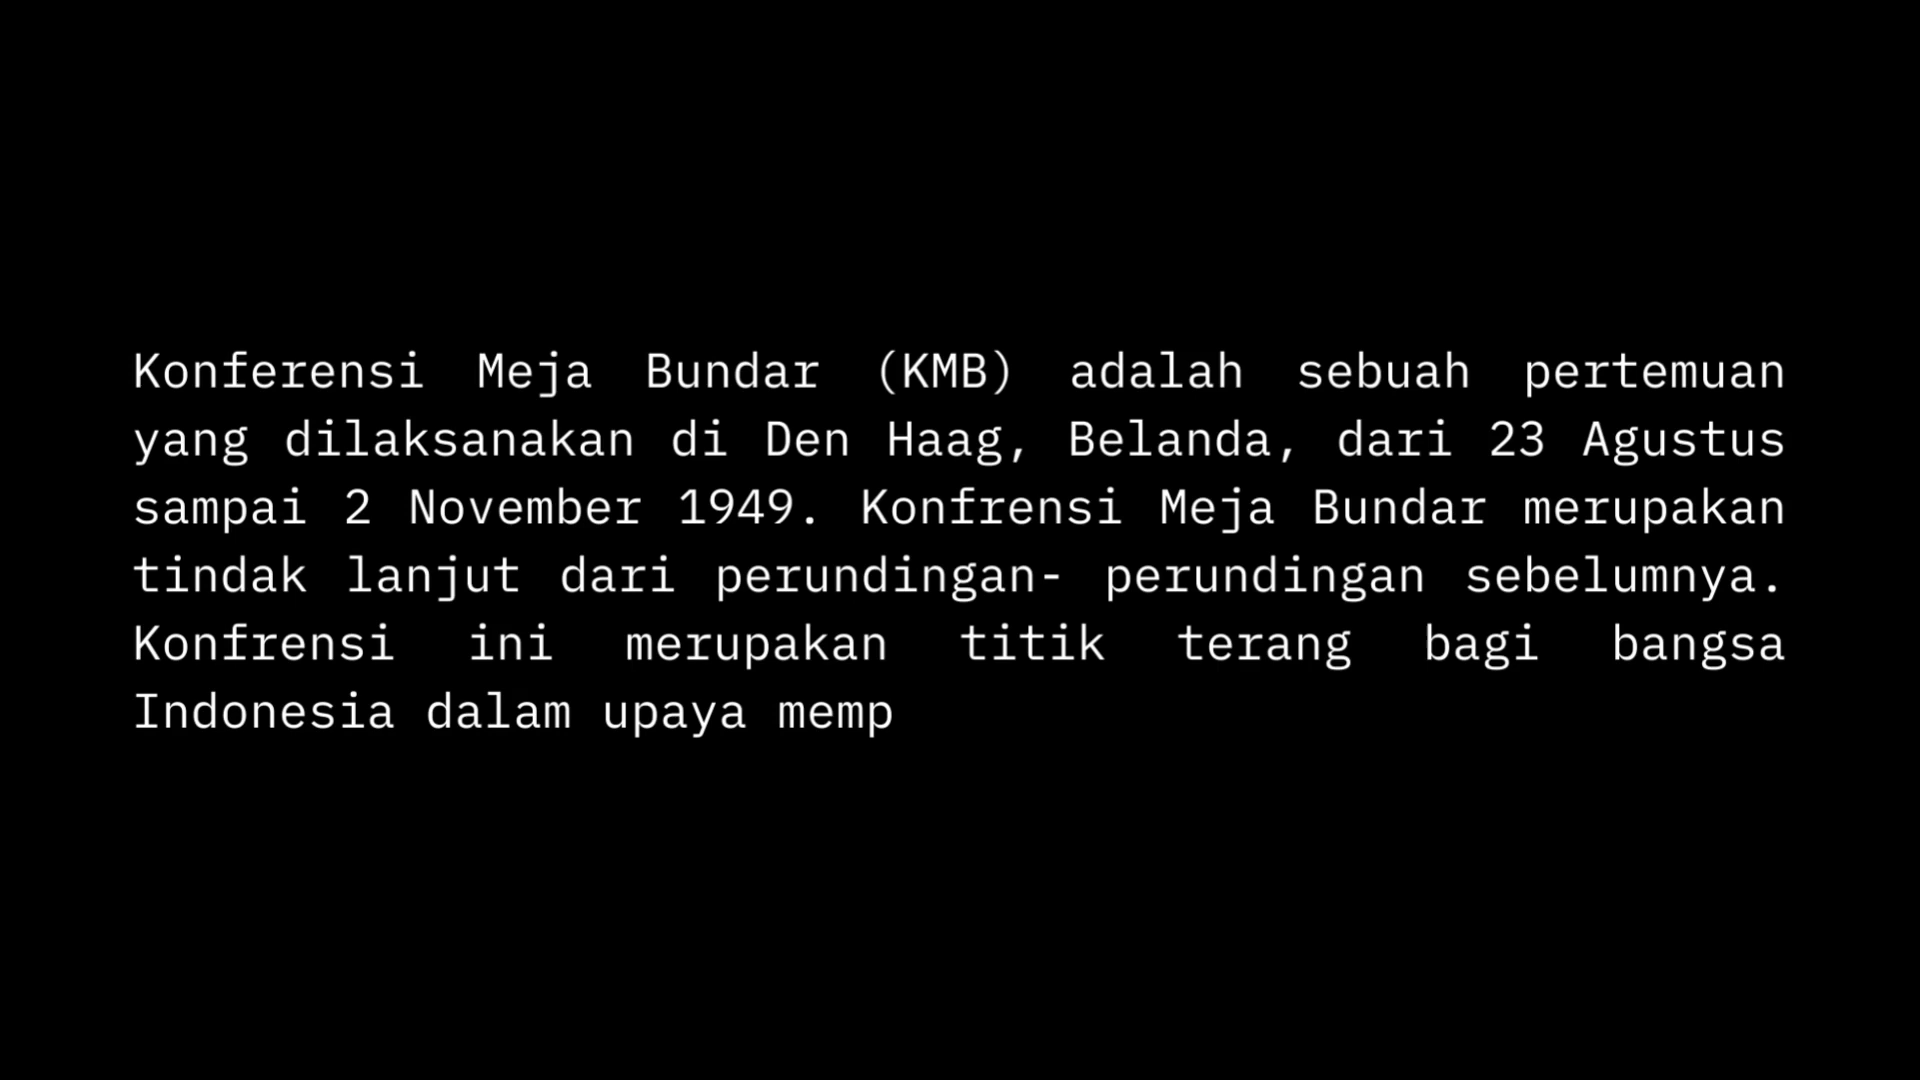 Konferensi Meja Bundar (KMB) adalah sebuah pertemuan
yang dilaksanakan di Den Haag, Belanda, dari 23 Agustus
sampai 2 November 1949. Konfrensi Meja Bundar merupakan
tindak lanjut dari perundingan- perundingan sebelumnya.
Konfrensi ini merupakan titik terang bagi bangsa
Indonesia dalam upaya memp